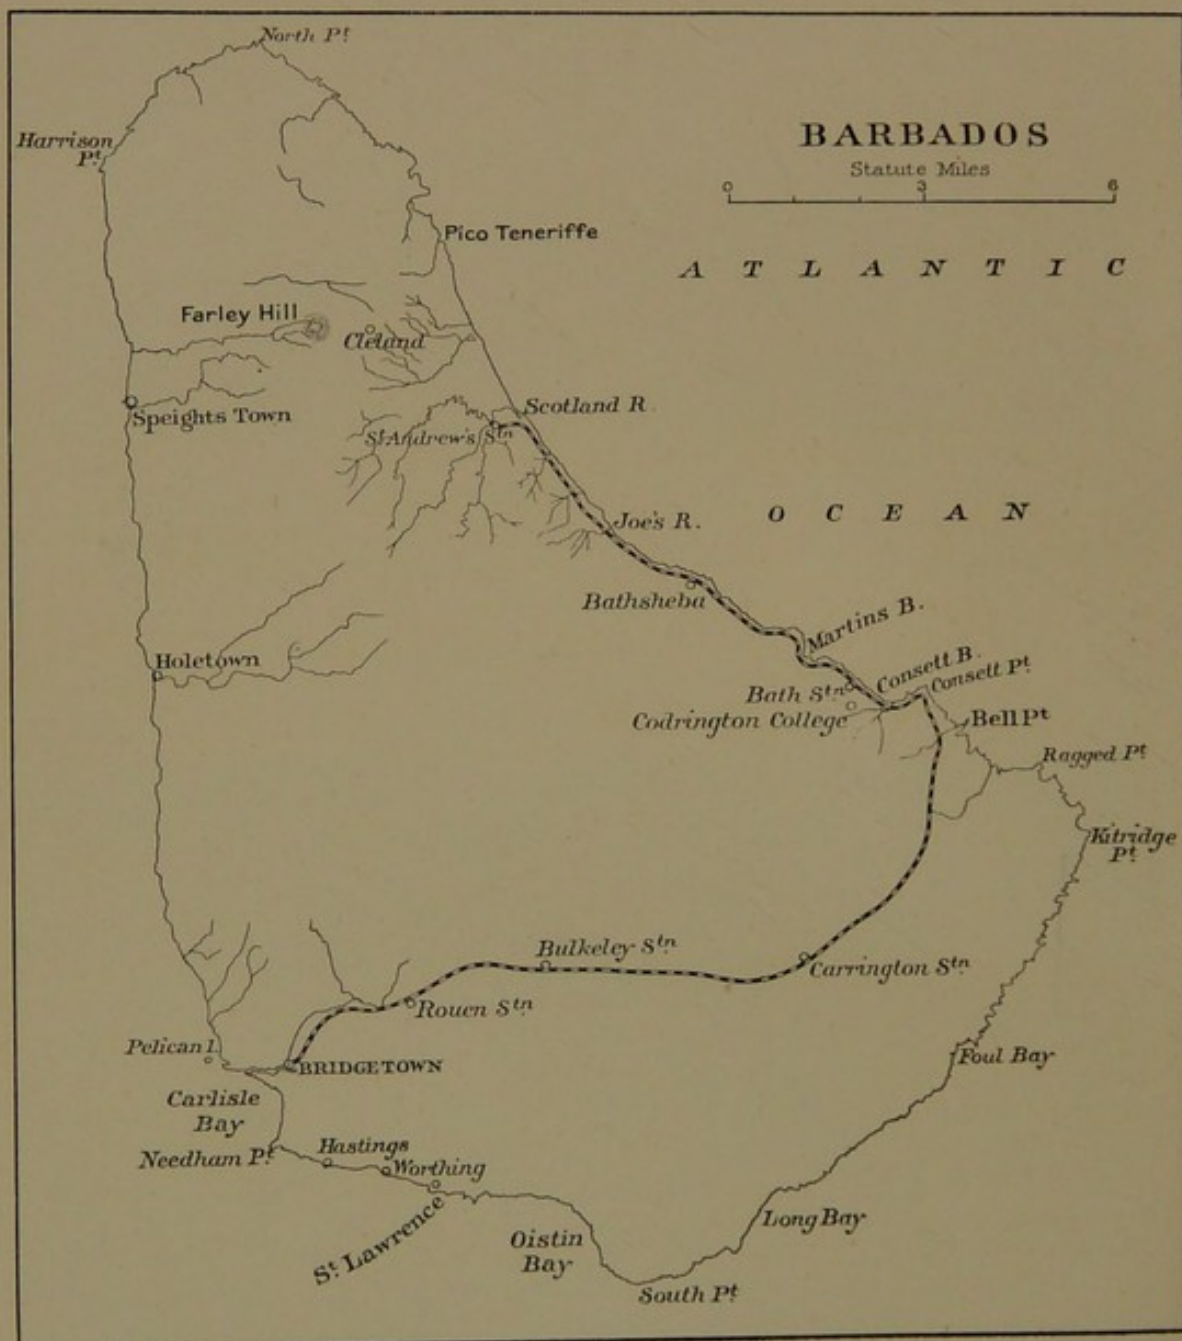 North Pt.
Harrison
Pt.
BARBADOS
Statute Miles
0 3 6
Pico Teneriffe
ATLANTIC
Farley Hill
Cleland
Speights Town
Scotland R
St. Andrew's Stn.
OCEAN
Joe's R.
Bathsheba
Martins B.
Holetown
Consett B.
Consett Pt.
Bath Stn.
Codrington College
Bell Pt
Ragged Pt.
Kitridge
Pt.
Bulkeley Stn.
Carrington Stn.
Rouen Stn.
Pelican I.
BRIDGETOWN
Foul Bay
Carlisle
Bay
Needham Pt.
Hastings
Worthing
St. Lawrence
Long Bay
Oistin
Bay
South Pt.